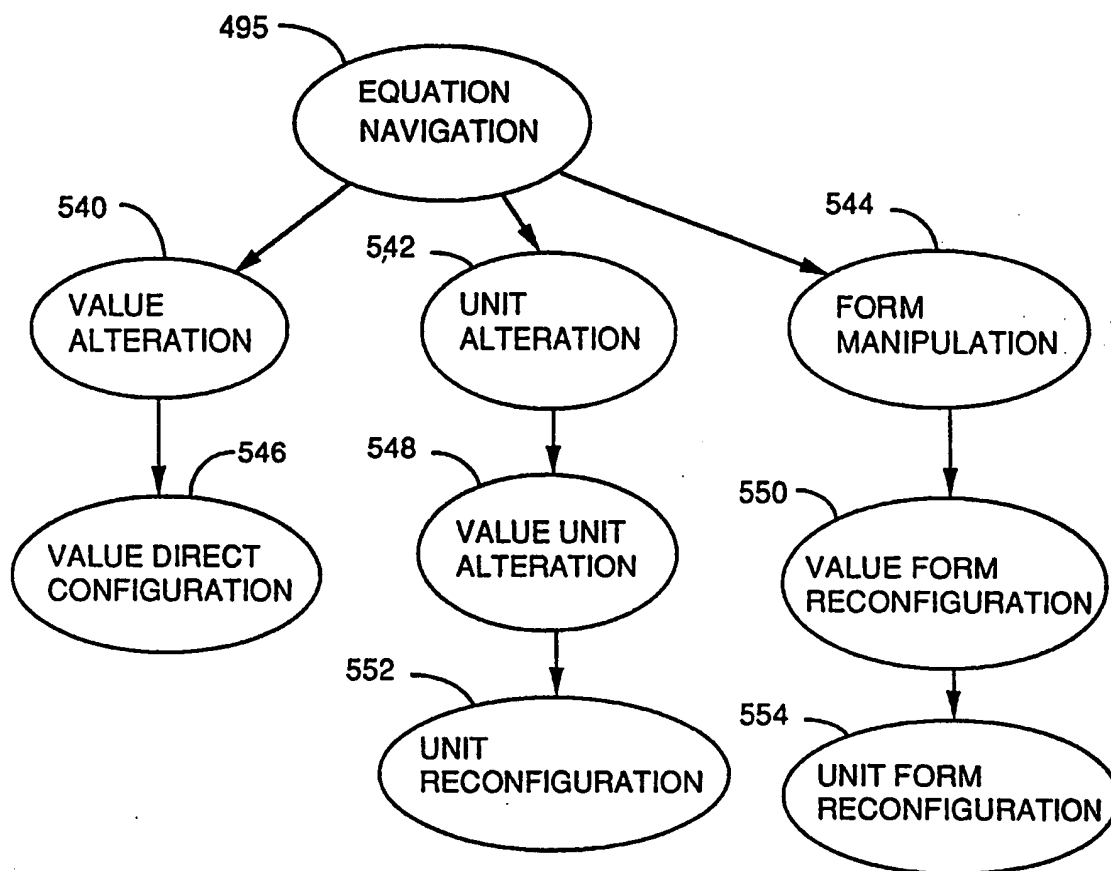 495
EQUATION
NAVIGATION
540
542
544
VALUE
ALTERATION
UNIT
ALTERATION
FORM
MANIPULATION
546
548
550
VALUE DIRECT
CONFIGURATION
VALUE UNIT
ALTERATION
VALUE FORM
RECONFIGURATION
552
554
UNIT
RECONFIGURATION
UNIT FORM
RECONFIGURATION